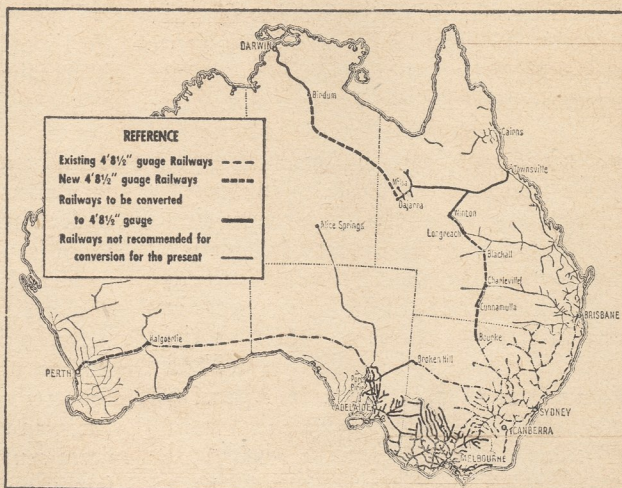 DARWIN
Birdum
REFERENCE
Existing 4'8½" guage Railways
New 4'8½" guage Railways
Railways to be converted
to 4'8½" gauge
Railways not recommended for
conversion for the present
Cairns
Townsville
Dajarra
Winton
Longreach
Alice Springs
Blackall
Charleville
Cunnamulla
BRISBANE
Bourke
Kalgoorlie
Broken Hill
PERTH
Port
Pirie
ADELAIDE
SYDNEY
CANBERRA
MELBOURNE